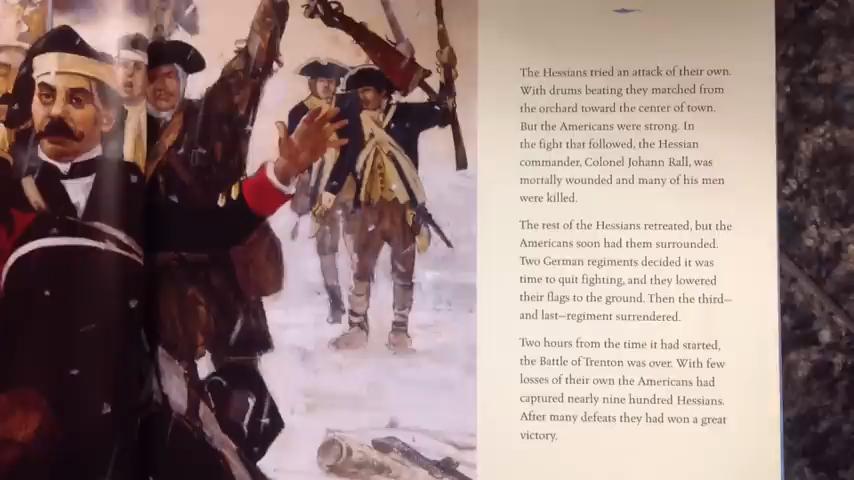 The Hessians tried an attack of their own.
With drums beating they marched from
the orchard toward the center of town.
But the Americans were strong. In
the fight that followed, the Hessian
commander, Colonel Johann Rall, was
mortally wounded and many of his men
were killed.
The rest of the Hessians retreated, but the
Americans soon had them surrounded.
Two German regiments decided it was
time to quit fighting, and they lowered
their flags to the ground. Then the third—
and last—regiment surrendered.
Two hours from the time it had started,
the Battle of Trenton was over. With few
losses of their own the Americans had
captured nearly nine hundred Hessians.
After many defeats they had won a great
victory.